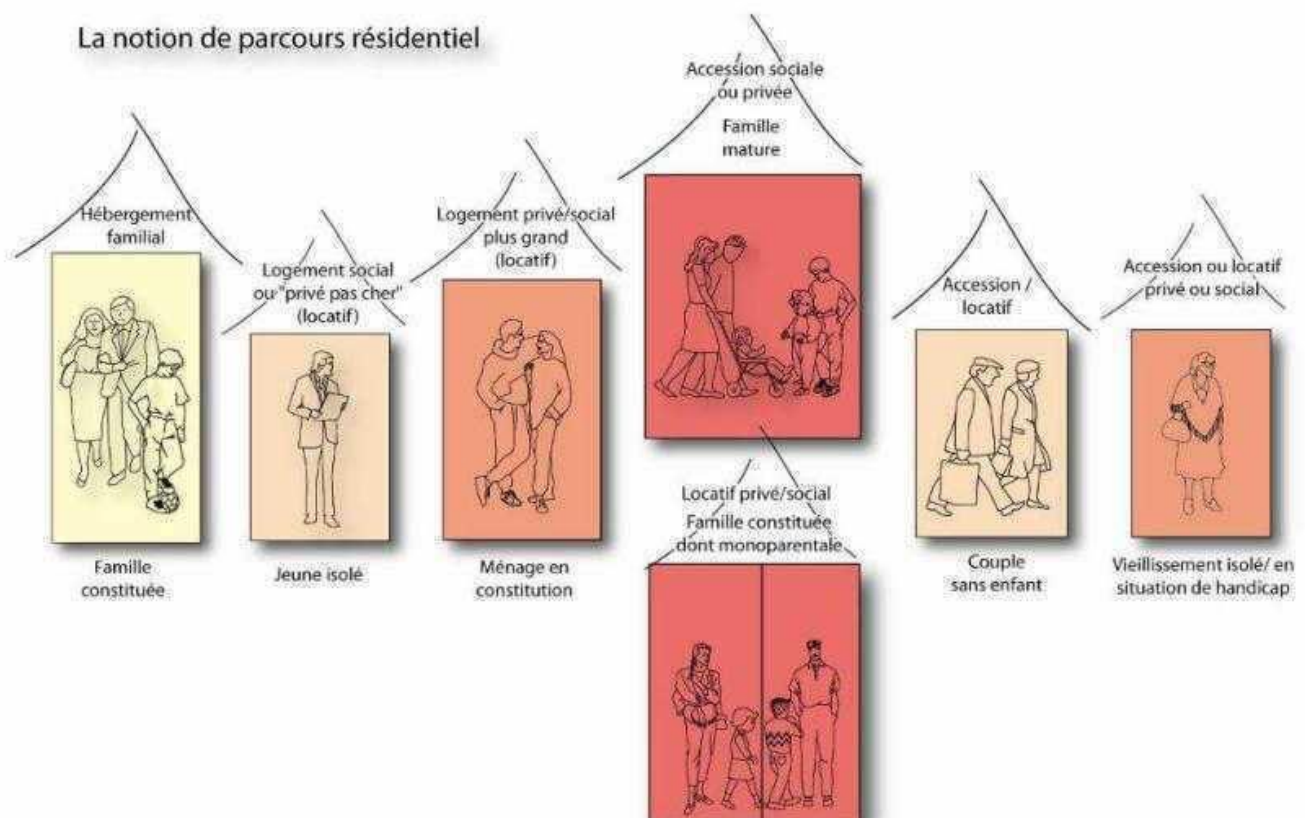 La notion de parcours résidentiel
Hébergement
familial
Famille
constituée
Logement social
ou "privé pas cher"
(locatif)
Jeune isolé
Logement privé/social
plus grand
(locatif)
Ménage en
constitution
Accession sociale
ou privée
Famille
mature
Locatif privé/social
Famille constituée
dont monoparentale
Accession /
locatif
Couple
sans enfant
Accession ou locatif
privé ou social
Vieillissement isolé/ en
situation de handicap